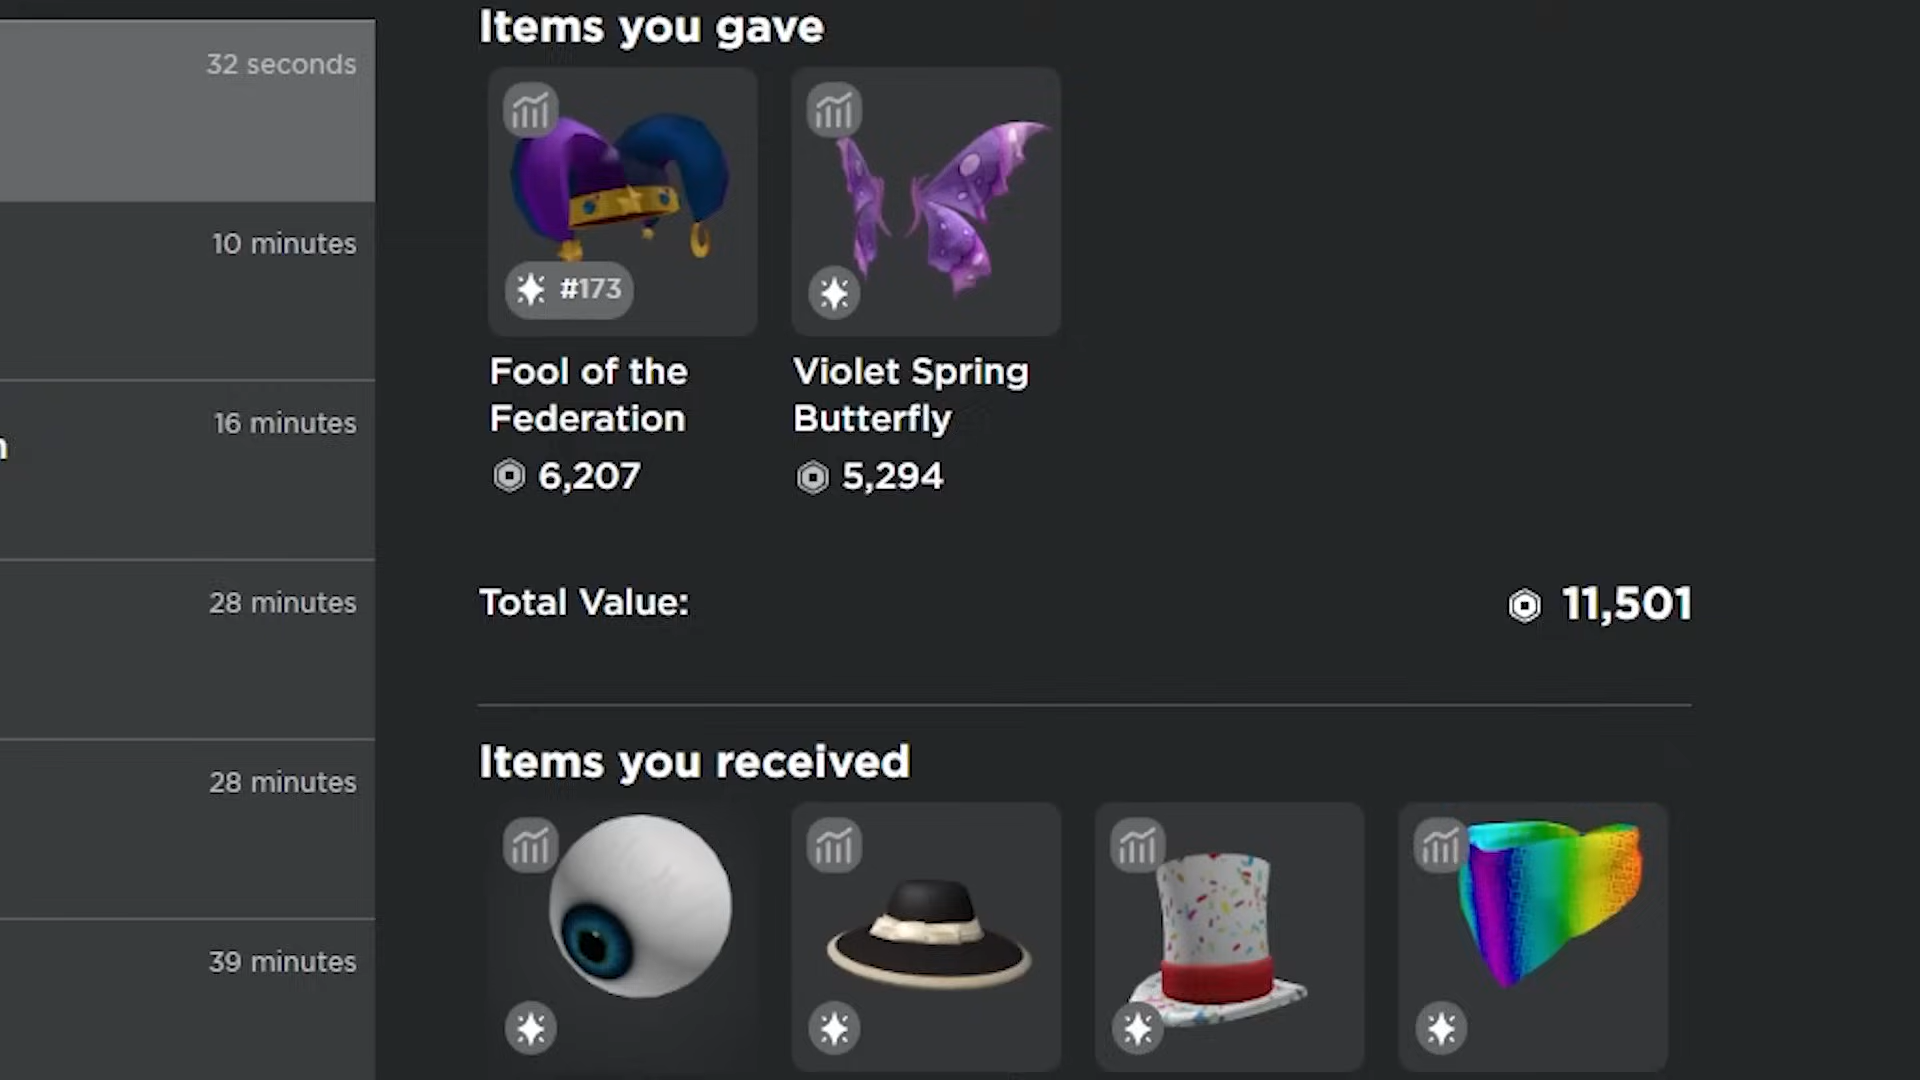 Items you gave
32 seconds
#173
10 minutes
Fool of the
Federation
Violet Spring
Butterfly
16 minutes
6,207
5,294
28 minutes
Total Value:
11,501
Items you received
28 minutes
39 minutes